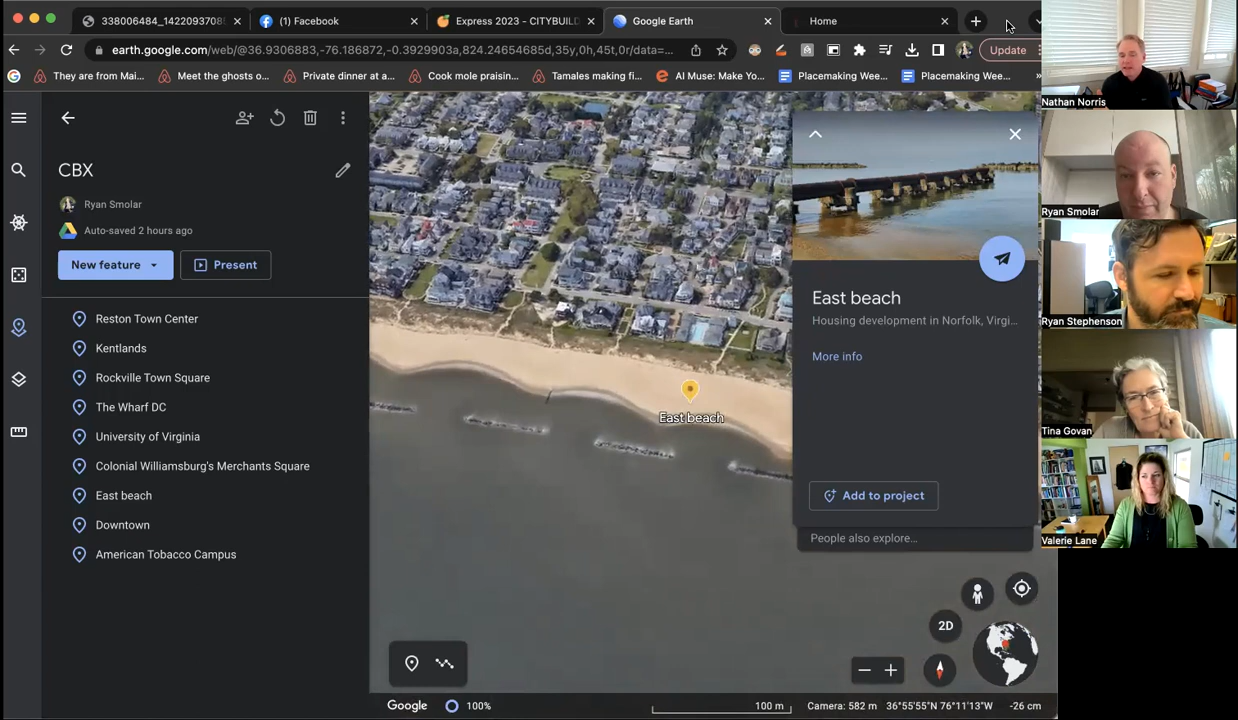 338006484_1422093708
(1) Facebook
Express 2023 - CITYBUILD
Google Earth
Home
earth.google.com/web/@36.9306883,-76.186872,-0.3929903a,824.24654685d,35y,0h,45t,0r/data=...
Update
They are from Mai...
Meet the ghosts o...
Private dinner at a...
Cook mole praisin...
Tamales making fi...
AI Muse: Make Yo...
Placemaking Wee...
Placemaking Wee...
»
CBX
Ryan Smolar
Auto-saved 2 hours ago
New feature
Present
Reston Town Center
Kentlands
Rockville Town Square
The Wharf DC
University of Virginia
Colonial Williamsburg's Merchants Square
East beach
Downtown
American Tobacco Campus
East beach
East beach
Housing development in Norfolk, Virgi...
More info
Add to project
People also explore...
2D
Google
100%
100 m
Camera: 582 m
36°55'55"N 76°11'13"W
-26 cm
Nathan Norris
Ryan Smolar
Ryan Stephenson
Tina Govan
Valerie Lane